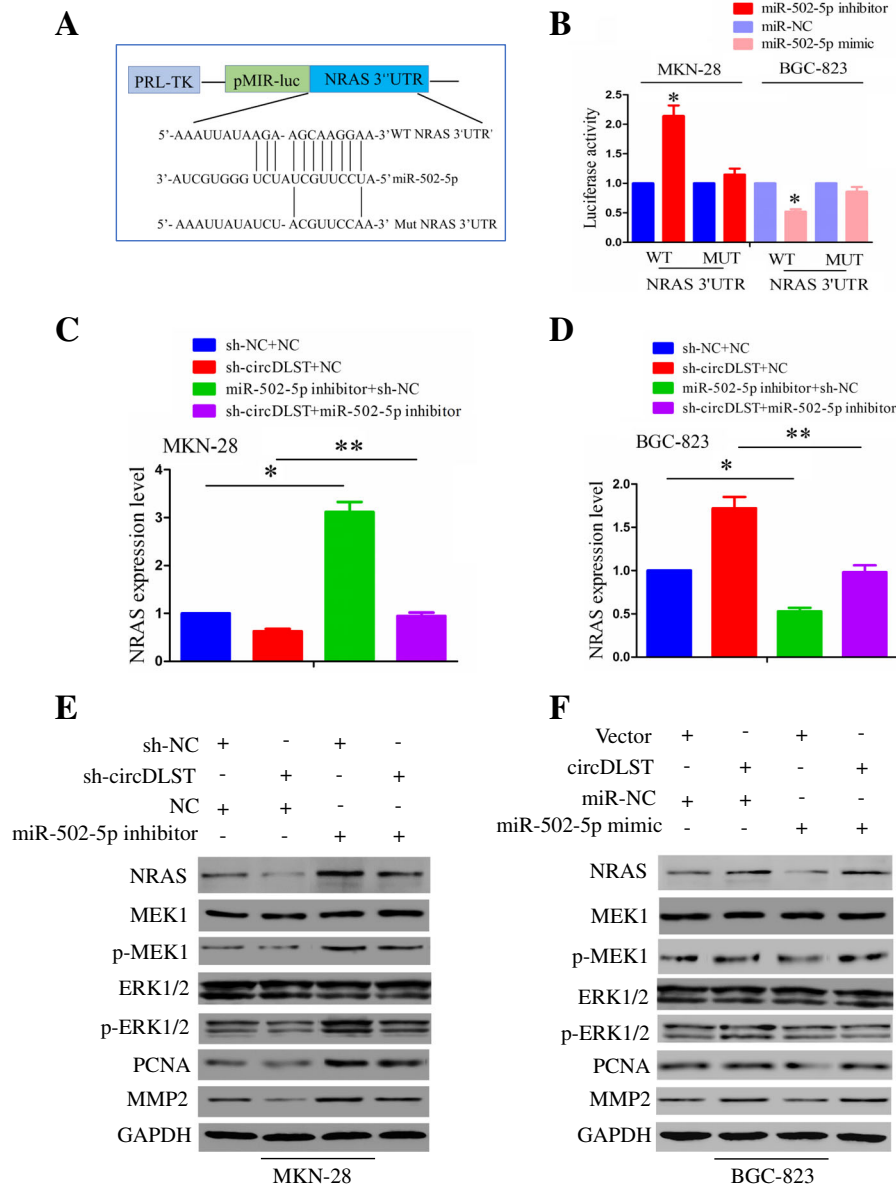 A
PRL-TK
pMIR-luc
NRAS 3''UTR
5'-AAAUUAUAAGA- AGCAAGGAA-3'WT NRAS 3'UTR'
3'-AUCGUGGG UCUAUCGUUCCUA-5' miR-502-5p
5'- AAAUUAUAUCU- ACGUUCCAA-3' Mut NRAS 3'UTR
B
miR-502-5p inhibitor
miR-NC
miR-502-5p mimic
MKN-28
BGC-823
Luciferase activity
2.5
2.0
1.5
1.0
0.5
0.0
*
*
WT
MUT
WT
MUT
NRAS 3'UTR
NRAS 3'UTR
C
sh-NC+NC
sh-circDLST+NC
miR-502-5p inhibitor+sh-NC
sh-circDLST+miR-502-5p inhibitor
MKN-28
**
*
NRAS expression level
4
3
1
0
D
sh-NC+NC
sh-circDLST+NC
miR-502-5p inhibitor+sh-NC
sh-circDLST+miR-502-5p inhibitor
BGC-823
**
*
NRAS expression level
2.0
1.5
1.0
0.5
0.0
E
sh-NC + - + -
sh-circDLST - + - +
NC + + - -
miR-502-5p inhibitor - - + +
NRAS
MEK1
p-MEK1
ERK1/2
p-ERK1/2
PCNA
MMP2
GAPDH
MKN-28
F
Vector + - + -
circDLST - + - +
miR-NC + + - -
miR-502-5p mimic - - + +
NRAS
MEK1
p-MEK1
ERK1/2
p-ERK1/2
PCNA
MMP2
GAPDH
BGC-823